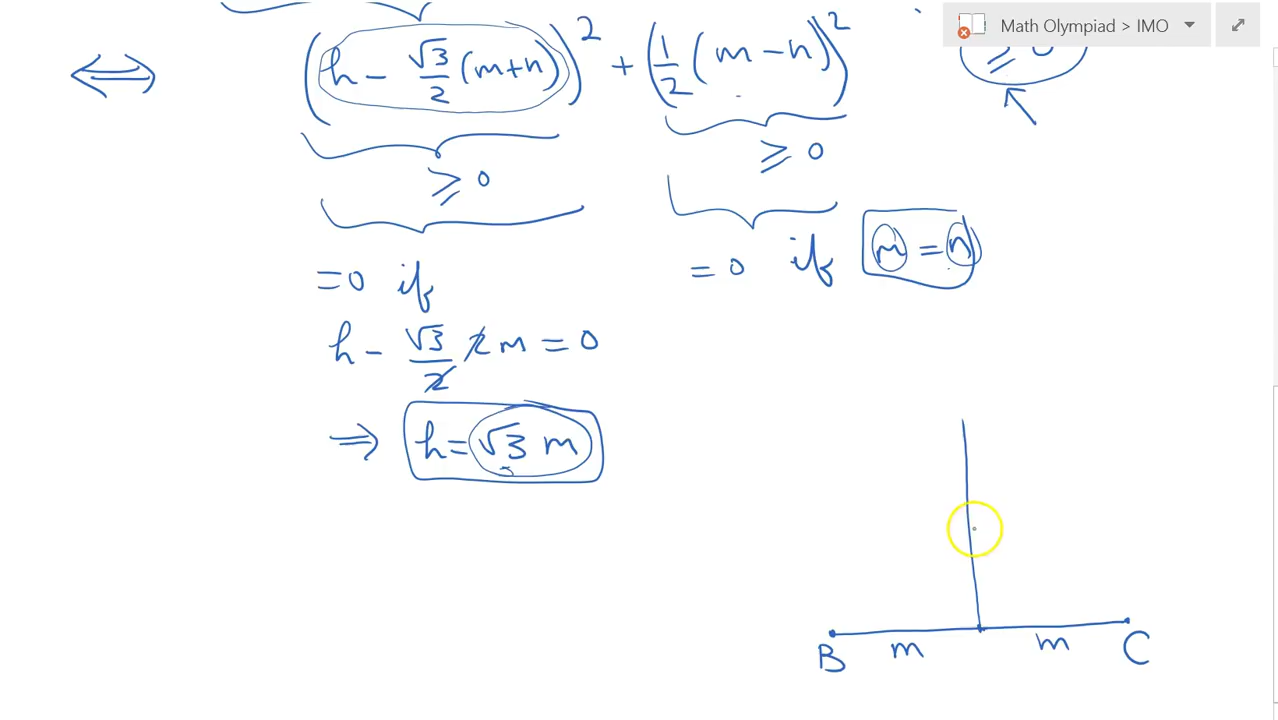 Math Olympiad > IMO
⟺ (h - √3/2 (m+n))² + (1/2 (m-n))² ≥ 0
≥ 0
≥ 0
= 0 if
= 0 if m = n
h - √3/2 2m = 0
⇒ h = √3 m
B m m C